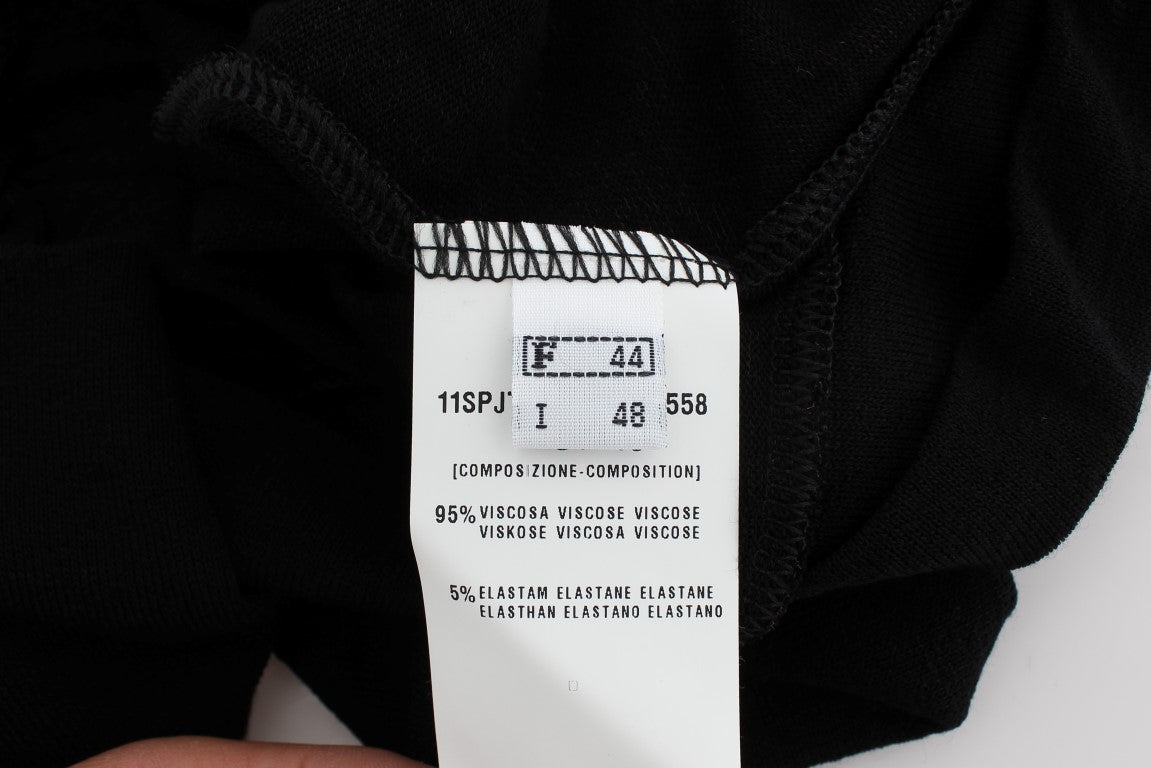 F 44
11SPJ 558
I 48
[COMPOSIZIONE-COMPOSITION]
95% VISCOSA VISCOSE VISCOSE
VISKOSE VISCOSA VISCOSE
5% ELASTAM ELASTANE ELASTANE
ELASTHAN ELASTANO ELASTANO